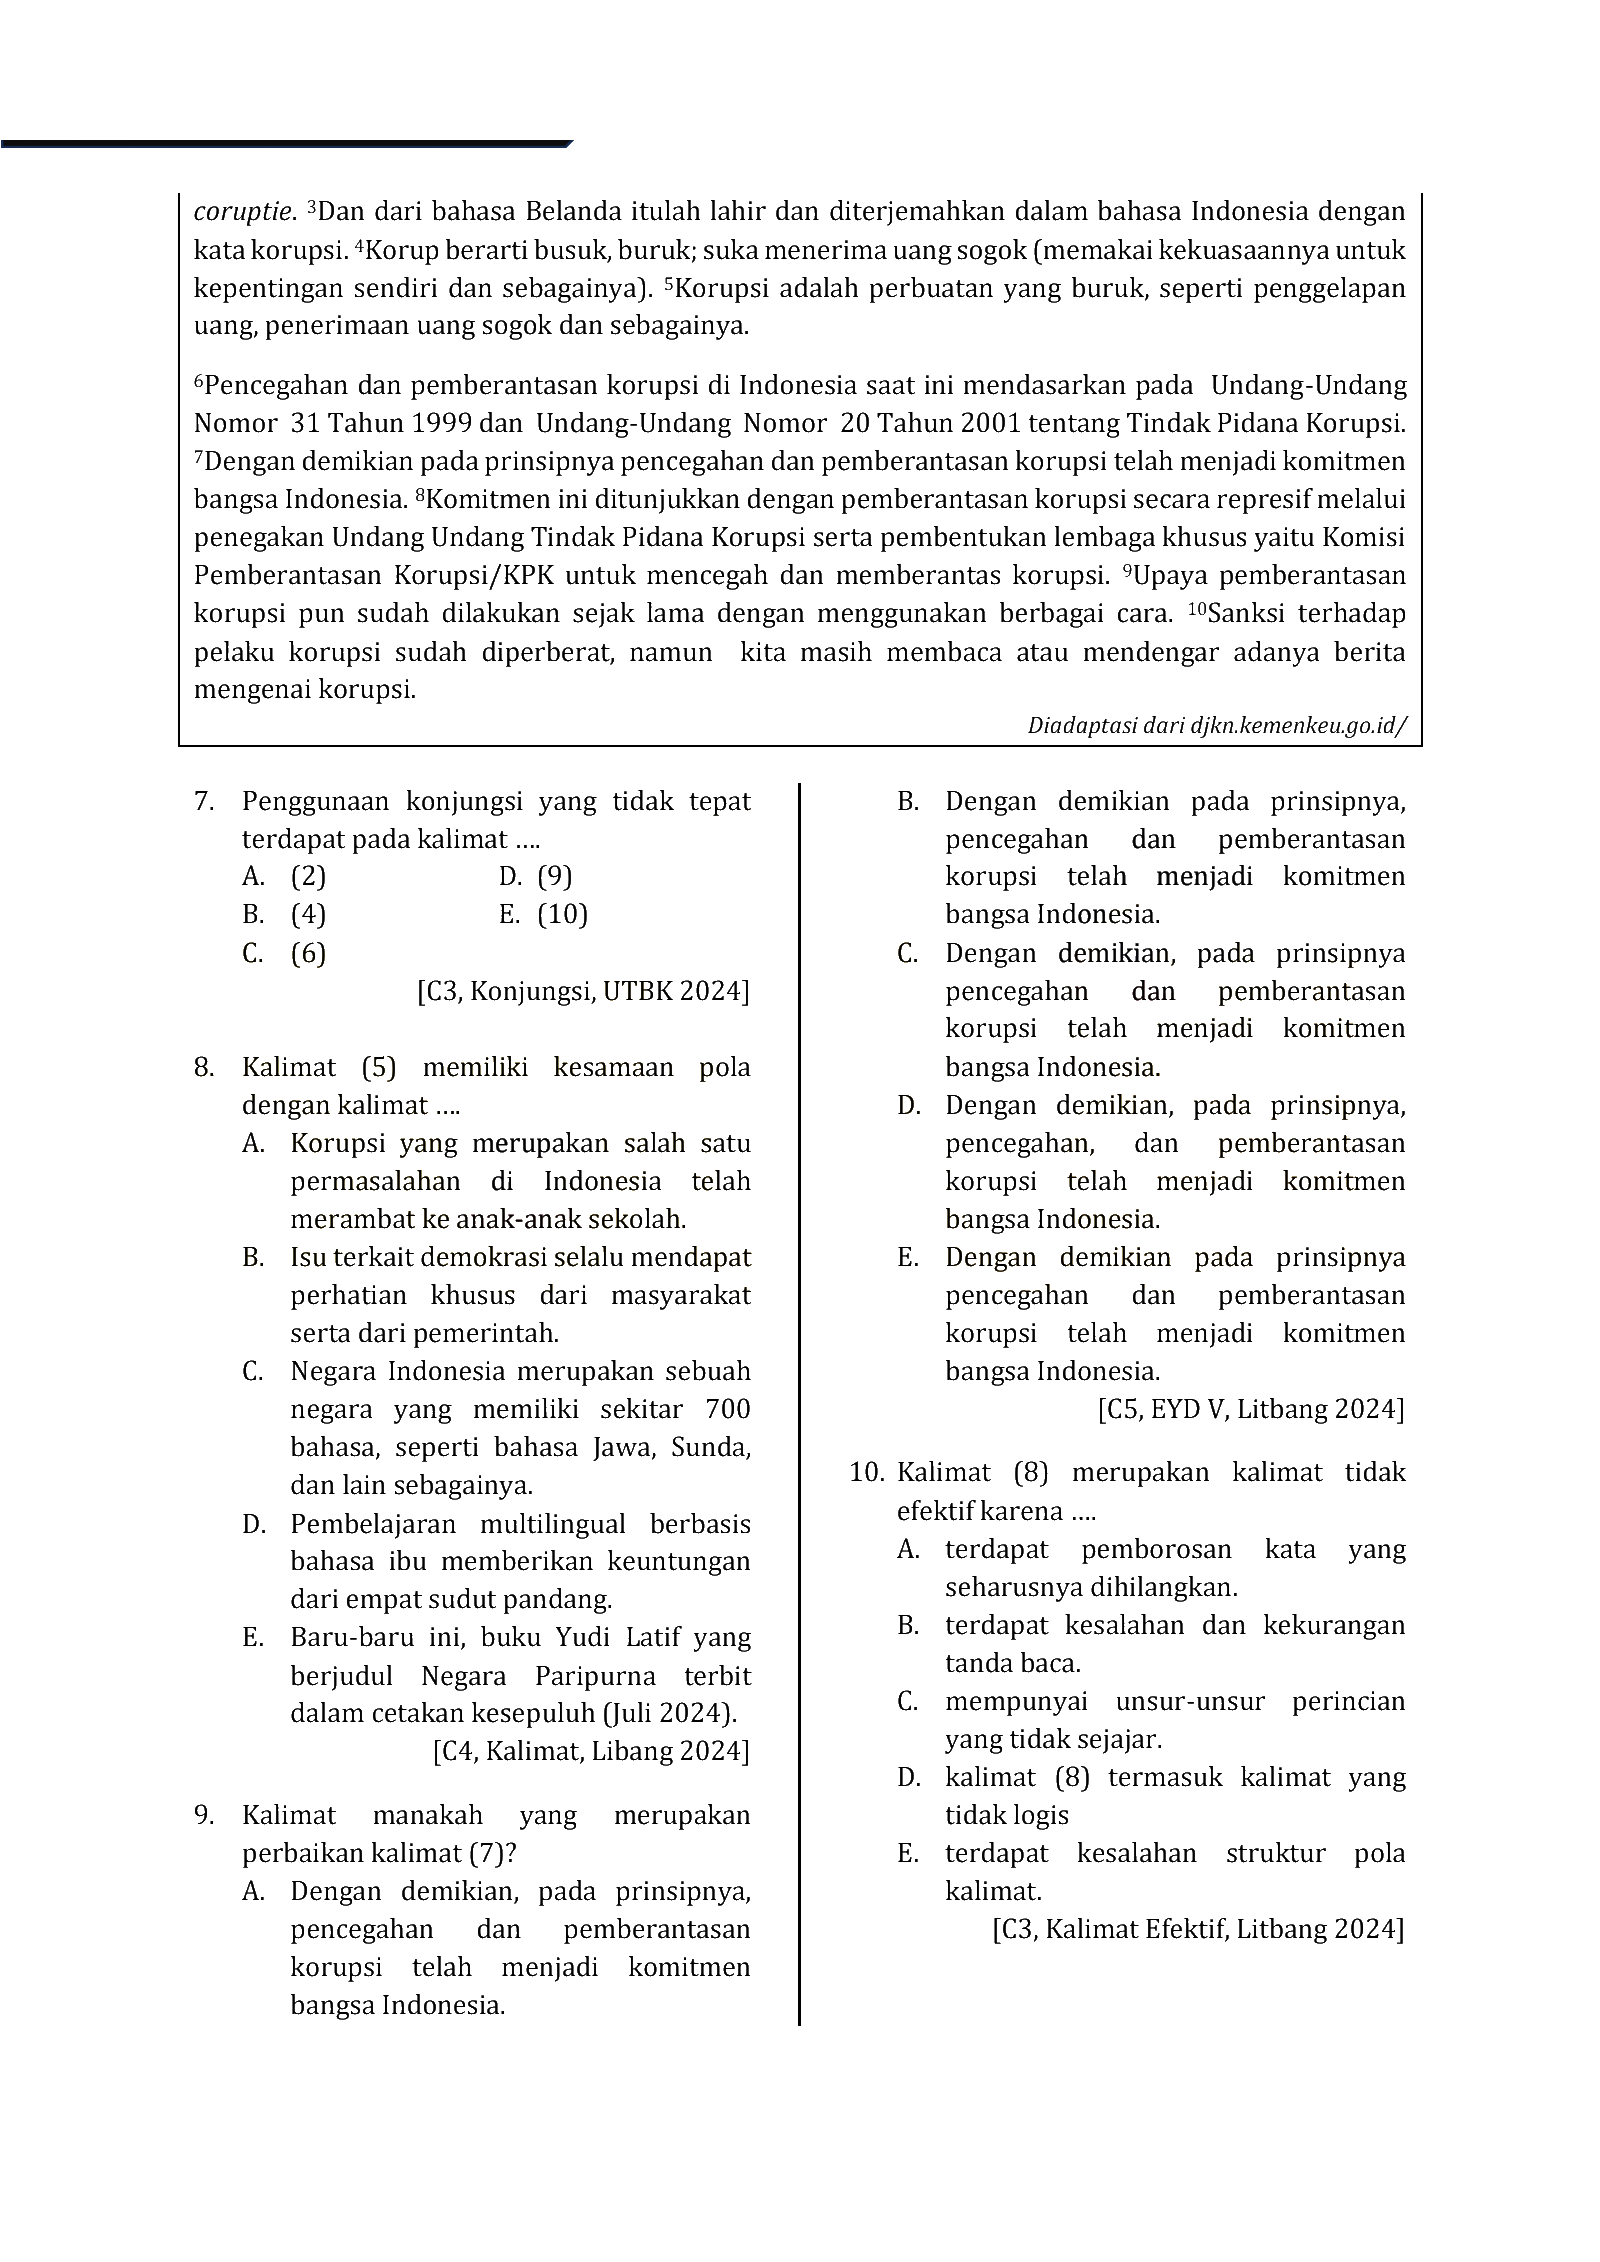 coruptie. ³Dan dari bahasa Belanda itulah lahir dan diterjemahkan dalam bahasa Indonesia dengan
kata korupsi. ⁴Korup berarti busuk, buruk; suka menerima uang sogok (memakai kekuasaannya untuk
kepentingan sendiri dan sebagainya). ⁵Korupsi adalah perbuatan yang buruk, seperti penggelapan
uang, penerimaan uang sogok dan sebagainya.
⁶Pencegahan dan pemberantasan korupsi di Indonesia saat ini mendasarkan pada Undang-Undang
Nomor 31 Tahun 1999 dan Undang-Undang Nomor 20 Tahun 2001 tentang Tindak Pidana Korupsi.
⁷Dengan demikian pada prinsipnya pencegahan dan pemberantasan korupsi telah menjadi komitmen
bangsa Indonesia. ⁸Komitmen ini ditunjukkan dengan pemberantasan korupsi secara represif melalui
penegakan Undang Undang Tindak Pidana Korupsi serta pembentukan lembaga khusus yaitu Komisi
Pemberantasan Korupsi/KPK untuk mencegah dan memberantas korupsi. ⁹Upaya pemberantasan
korupsi pun sudah dilakukan sejak lama dengan menggunakan berbagai cara. ¹⁰Sanksi terhadap
pelaku korupsi sudah diperberat, namun kita masih membaca atau mendengar adanya berita
mengenai korupsi.
Diadaptasi dari djkn.kemenkeu.go.id/
7. Penggunaan konjungsi yang tidak tepat
terdapat pada kalimat ....
A. (2) D. (9)
B. (4) E. (10)
C. (6)
[C3, Konjungsi, UTBK 2024]
8. Kalimat (5) memiliki kesamaan pola
dengan kalimat ....
A. Korupsi yang merupakan salah satu
permasalahan di Indonesia telah
merambat ke anak-anak sekolah.
B. Isu terkait demokrasi selalu mendapat
perhatian khusus dari masyarakat
serta dari pemerintah.
C. Negara Indonesia merupakan sebuah
negara yang memiliki sekitar 700
bahasa, seperti bahasa Jawa, Sunda,
dan lain sebagainya.
D. Pembelajaran multilingual berbasis
bahasa ibu memberikan keuntungan
dari empat sudut pandang.
E. Baru-baru ini, buku Yudi Latif yang
berjudul Negara Paripurna terbit
dalam cetakan kesepuluh (Juli 2024).
[C4, Kalimat, Libang 2024]
9. Kalimat manakah yang merupakan
perbaikan kalimat (7)?
A. Dengan demikian, pada prinsipnya,
pencegahan dan pemberantasan
korupsi telah menjadi komitmen
bangsa Indonesia.
B. Dengan demikian pada prinsipnya,
pencegahan dan pemberantasan
korupsi telah menjadi komitmen
bangsa Indonesia.
C. Dengan demikian, pada prinsipnya
pencegahan dan pemberantasan
korupsi telah menjadi komitmen
bangsa Indonesia.
D. Dengan demikian, pada prinsipnya,
pencegahan, dan pemberantasan
korupsi telah menjadi komitmen
bangsa Indonesia.
E. Dengan demikian pada prinsipnya
pencegahan dan pemberantasan
korupsi telah menjadi komitmen
bangsa Indonesia.
[C5, EYD V, Litbang 2024]
10. Kalimat (8) merupakan kalimat tidak
efektif karena ....
A. terdapat pemborosan kata yang
seharusnya dihilangkan.
B. terdapat kesalahan dan kekurangan
tanda baca.
C. mempunyai unsur-unsur perincian
yang tidak sejajar.
D. kalimat (8) termasuk kalimat yang
tidak logis
E. terdapat kesalahan struktur pola
kalimat.
[C3, Kalimat Efektif, Litbang 2024]